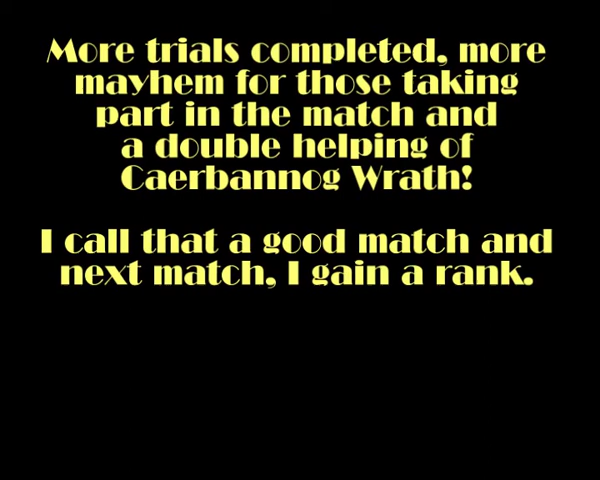 More trials completed, more
mayhem for those taking
part in the match and
a double helping of
Caerbannog Wrath!
I call that a good match and
next match, I gain a rank.